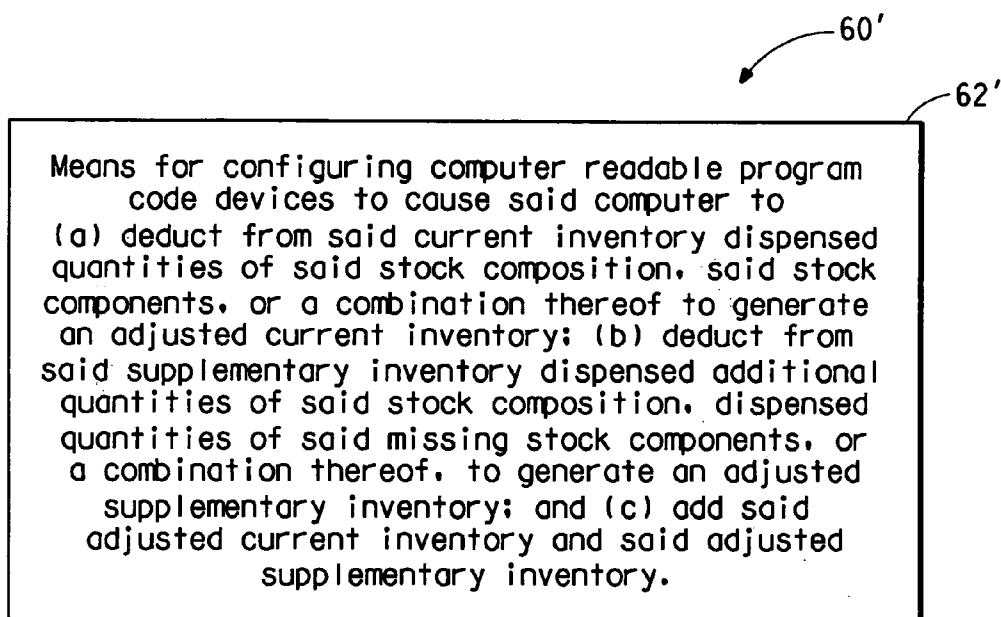 60'
62'
Means for configuring computer readable program
code devices to cause said computer to
(a) deduct from said current inventory dispensed
quantities of said stock composition, said stock
components, or a combination thereof to generate
an adjusted current inventory; (b) deduct from
said supplementary inventory dispensed additional
quantities of said stock composition, dispensed
quantities of said missing stock components, or
a combination thereof, to generate an adjusted
supplementary inventory; and (c) add said
adjusted current inventory and said adjusted
supplementary inventory.